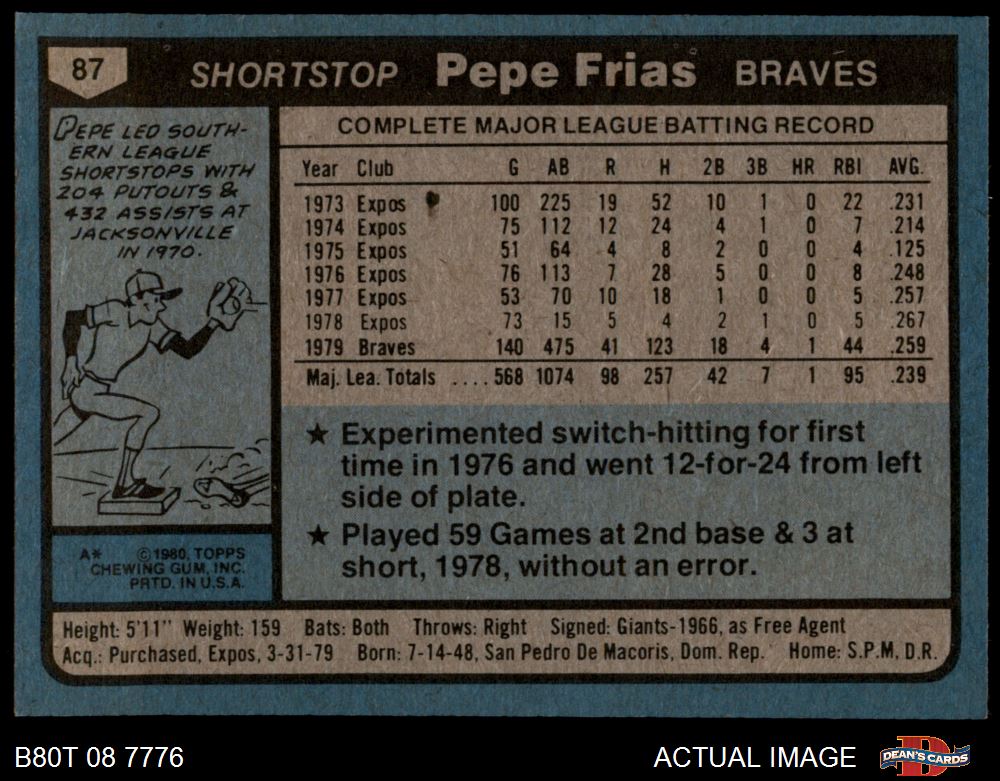 87 SHORTSTOP Pepe Frias BRAVES
PEPE LED SOUTH-
ERN LEAGUE
SHORTSTOPS WITH
204 PUTOUTS &
432 ASSISTS AT
JACKSONVILLE
IN 1970.
A* ©1980, TOPPS
CHEWING GUM, INC.
PRTD. IN U.S.A.
COMPLETE MAJOR LEAGUE BATTING RECORD
Year Club G AB R H 2B 3B HR RBI AVG.
1973 Expos 100 225 19 52 10 1 0 22 .231
1974 Expos 75 112 12 24 4 1 0 7 .214
1975 Expos 51 64 4 8 2 0 0 4 .125
1976 Expos 76 113 7 28 5 0 0 8 .248
1977 Expos 53 70 10 18 1 0 0 5 .257
1978 Expos 73 15 5 4 2 1 0 5 .267
1979 Braves 140 475 41 123 18 4 1 44 .259
Maj. Lea. Totals .... 568 1074 98 257 42 7 1 95 .239
★ Experimented switch-hitting for first
time in 1976 and went 12-for-24 from left
side of plate.
★ Played 59 Games at 2nd base & 3 at
short, 1978, without an error.
Height: 5'11" Weight: 159 Bats: Both Throws: Right Signed: Giants-1966, as Free Agent
Acq.: Purchased, Expos, 3-31-79 Born: 7-14-48, San Pedro De Macoris, Dom. Rep. Home: S.P.M, D.R.
B80T 08 7776 ACTUAL IMAGE DEAN'S CARDS